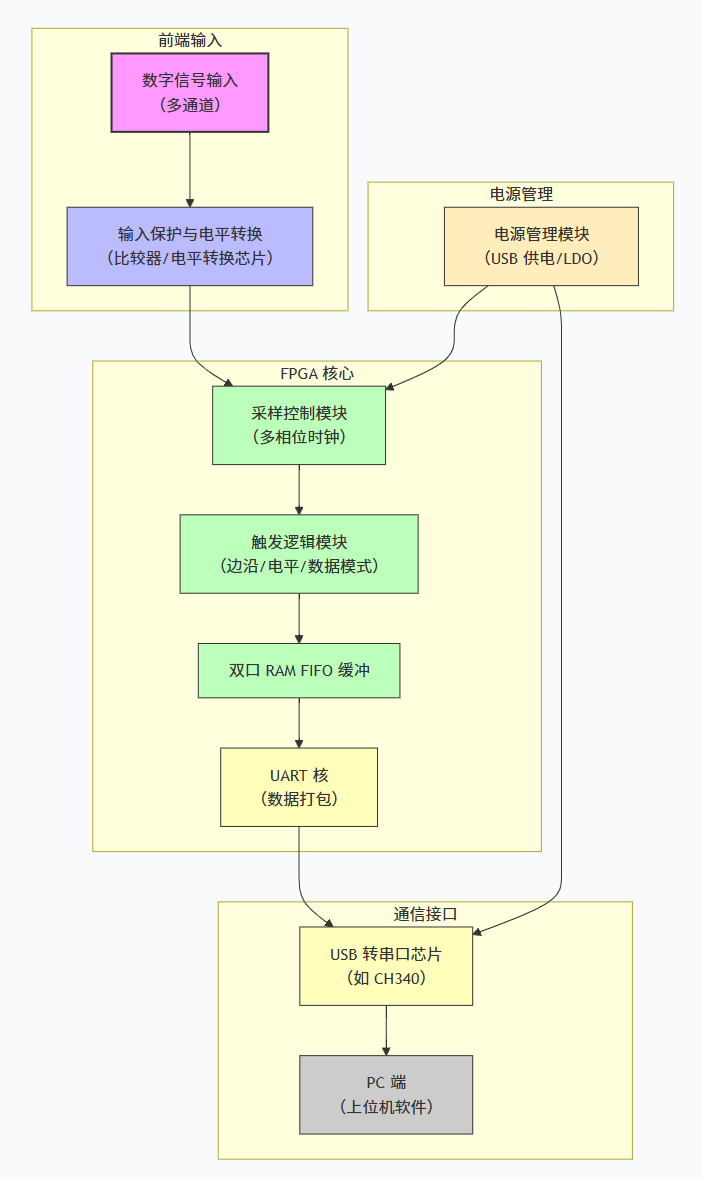 前端输入
数字信号输入
（多通道）
输入保护与电平转换
（比较器/电平转换芯片）
电源管理
电源管理模块
（USB 供电/LDO）
FPGA 核心
采样控制模块
（多相位时钟）
触发逻辑模块
（边沿/电平/数据模式）
双口 RAM FIFO 缓冲
UART 核
（数据打包）
通信接口
USB 转串口芯片
（如 CH340）
PC 端
（上位机软件）